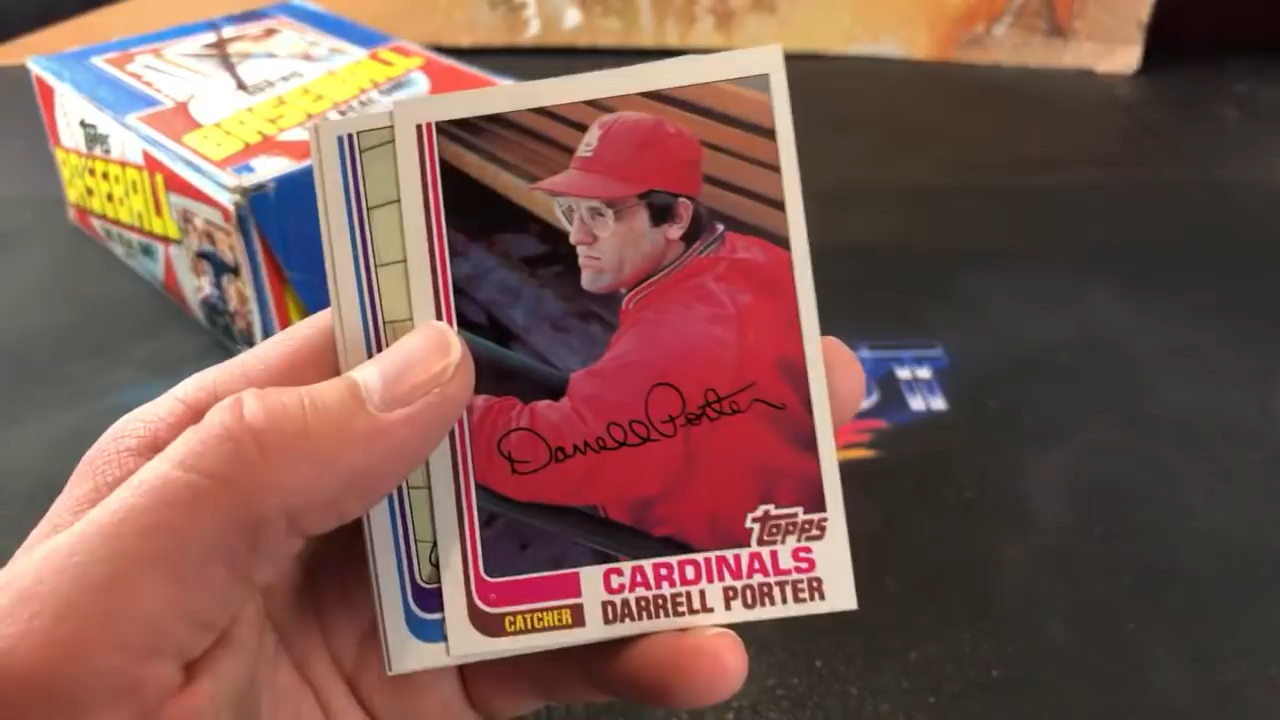 BASEBALL
topps
BASEBALL
Darrell Porter
topps
CARDINALS
DARRELL PORTER
CATCHER